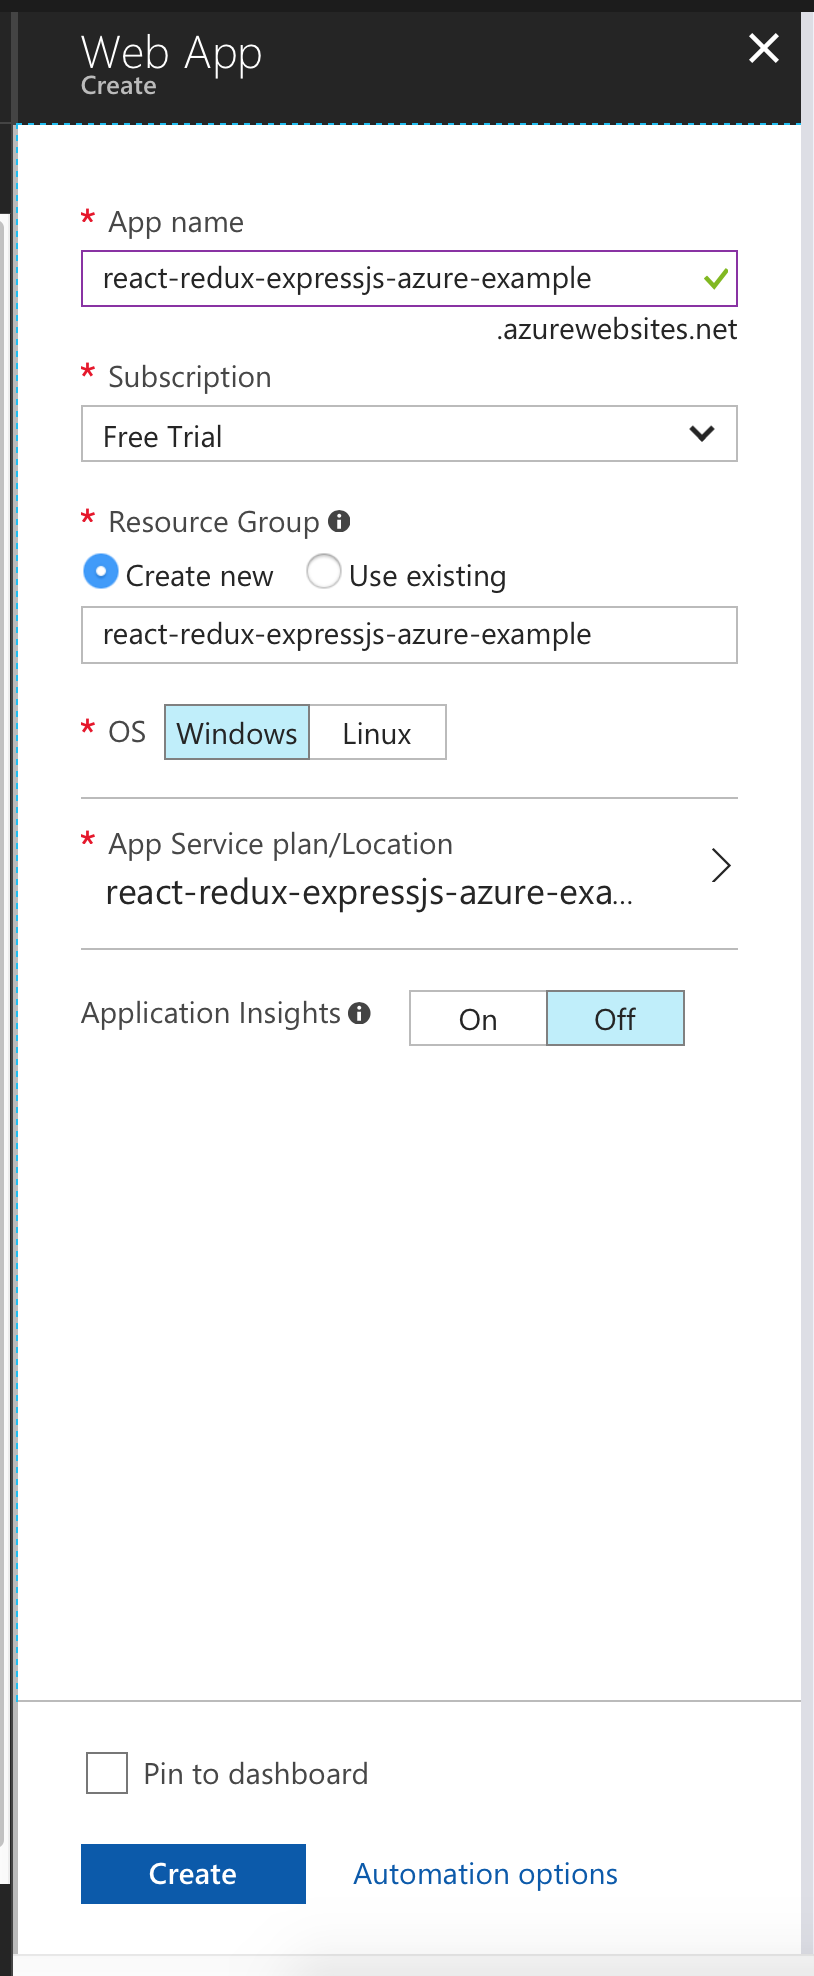 Web App
Create
* App name
react-redux-expressjs-azure-example
.azurewebsites.net
* Subscription
Free Trial
* Resource Group
Create new Use existing
react-redux-expressjs-azure-example
* OS Windows Linux
* App Service plan/Location
react-redux-expressjs-azure-exa...
Application Insights On Off
Pin to dashboard
Create Automation options